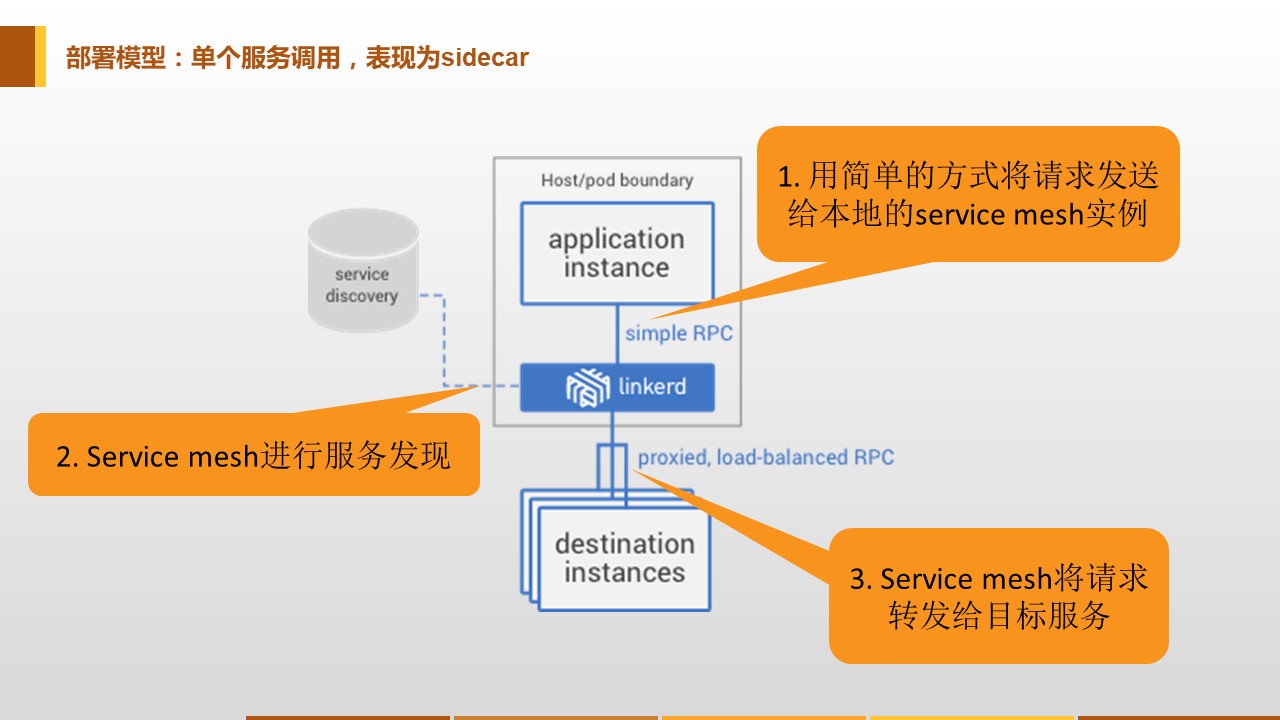 部署模型：单个服务调用，表现为sidecar
Host/pod boundary
1. 用简单的方式将请求发送
给本地的service mesh实例
application
instance
service
discovery
simple RPC
linkerd
2. Service mesh进行服务发现
proxied, load-balanced RPC
destination
instances
3. Service mesh将请求
转发给目标服务